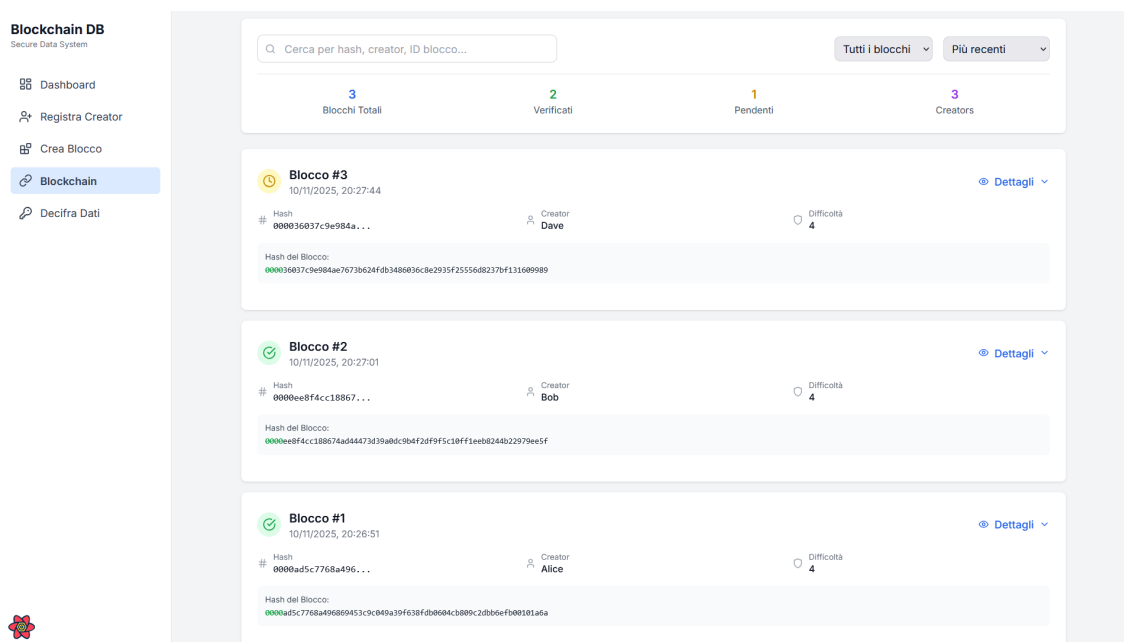 Blockchain DB
Secure Data System
Dashboard
Registra Creator
Crea Blocco
Blockchain
Decifra Dati
Cerca per hash, creator, ID blocco...
Tutti i blocchi
Più recenti
3
Blocchi Totali
2
Verificati
1
Pendenti
3
Creators
Blocco #3
10/11/2025, 20:27:44
Dettagli
Hash
000036037c9e984a...
Creator
Dave
Difficoltà
4
Hash del Blocco:
000036037c9e984ae7673b624fdb3486036c8e2935f25556d8237bf131609989
Blocco #2
10/11/2025, 20:27:01
Dettagli
Hash
0000ee8f4cc18867...
Creator
Bob
Difficoltà
4
Hash del Blocco:
0000ee8f4cc188674ad44473d39a0dc9b4f2df9f5c10ff1eeb8244b22979ee5f
Blocco #1
10/11/2025, 20:26:51
Dettagli
Hash
0000ad5c7768a496...
Creator
Alice
Difficoltà
4
Hash del Blocco:
0000ad5c7768a496869453c9c049a39f638fdb0604cb809c2dbb6efb00101a6a